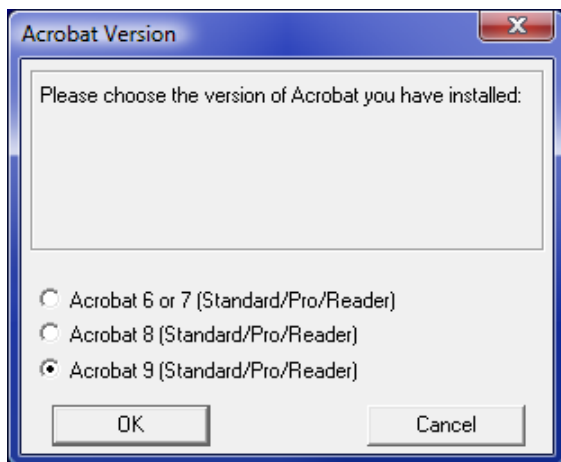 Acrobat Version
Please choose the version of Acrobat you have installed:
Acrobat 6 or 7 (Standard/Pro/Reader)
Acrobat 8 (Standard/Pro/Reader)
Acrobat 9 (Standard/Pro/Reader)
OK Cancel